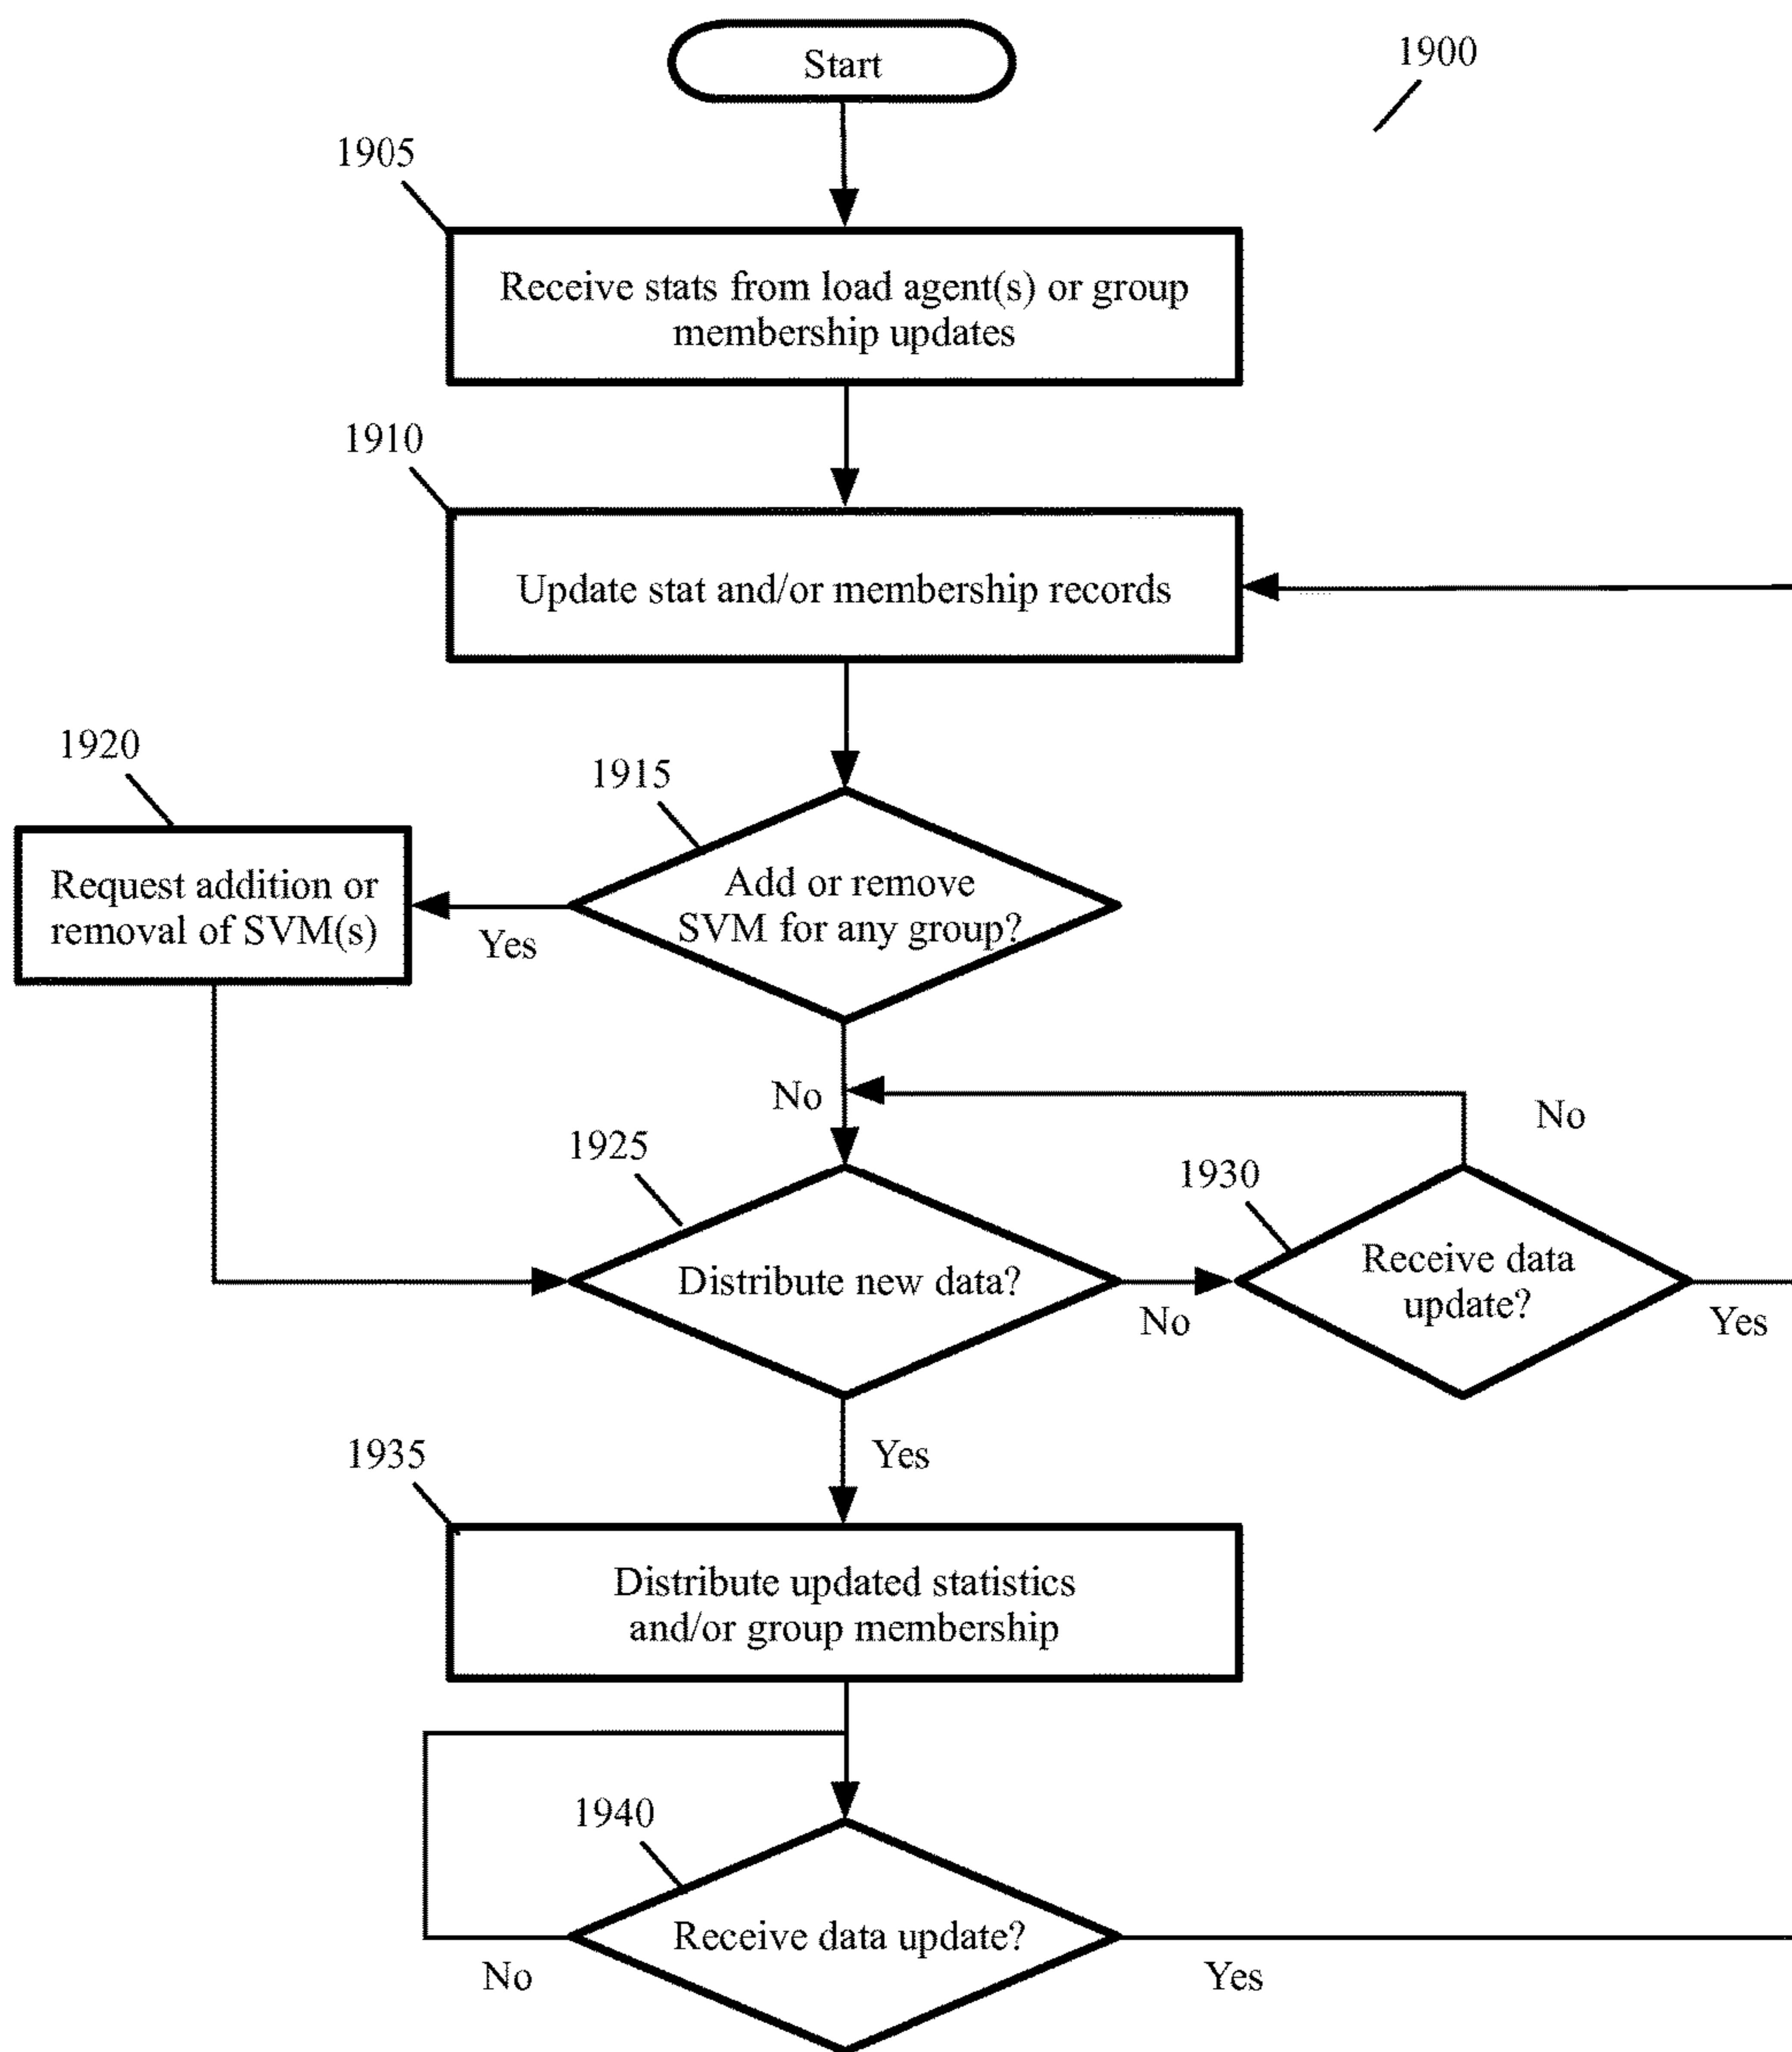 Start
1900
1905
Receive stats from load agent(s) or group
membership updates
1910
Update stat and/or membership records
1920
1915
Request addition or
removal of SVM(s)
Add or remove
SVM for any group?
Yes
No
No
1925
1930
Distribute new data?
Receive data
update?
No
Yes
Yes
1935
Distribute updated statistics
and/or group membership
1940
Receive data update?
No
Yes